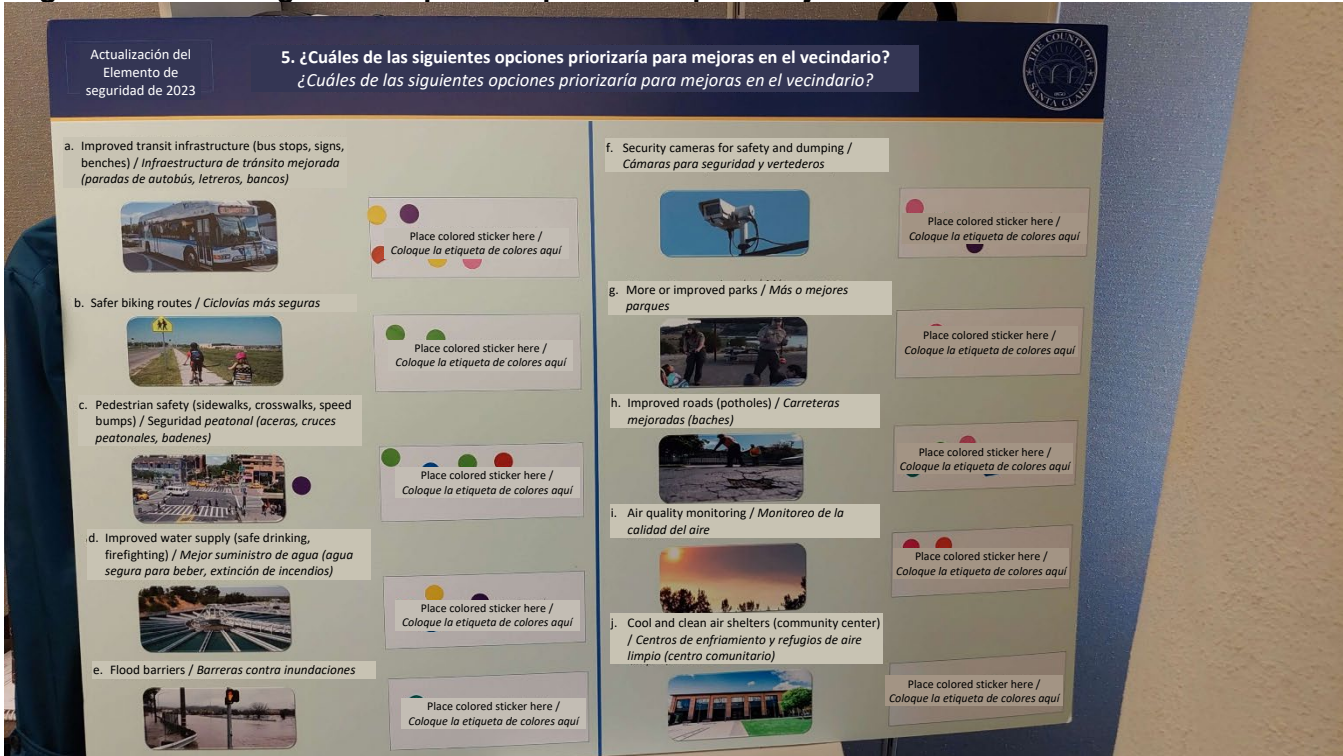 Actualización del
Elemento de
seguridad de 2023
5. ¿Cuáles de las siguientes opciones priorizaría para mejoras en el vecindario?
¿Cuáles de las siguientes opciones priorizaría para mejoras en el vecindario?
THE COUNTY OF
SANTA CLARA
a. Improved transit infrastructure (bus stops, signs,
benches) / Infraestructura de tránsito mejorada
(paradas de autobús, letreros, bancos)
Place colored sticker here /
Coloque la etiqueta de colores aquí
b. Safer biking routes / Ciclovías más seguras
Place colored sticker here /
Coloque la etiqueta de colores aquí
c. Pedestrian safety (sidewalks, crosswalks, speed
bumps) / Seguridad peatonal (aceras, cruces
peatonales, badenes)
Place colored sticker here /
Coloque la etiqueta de colores aquí
d. Improved water supply (safe drinking,
firefighting) / Mejor suministro de agua (agua
segura para beber, extinción de incendios)
Place colored sticker here /
Coloque la etiqueta de colores aquí
e. Flood barriers / Barreras contra inundaciones
Place colored sticker here /
Coloque la etiqueta de colores aquí
f. Security cameras for safety and dumping /
Cámaras para seguridad y vertederos
Place colored sticker here /
Coloque la etiqueta de colores aquí
g. More or improved parks / Más o mejores
parques
Place colored sticker here /
Coloque la etiqueta de colores aquí
h. Improved roads (potholes) / Carreteras
mejoradas (baches)
Place colored sticker here /
Coloque la etiqueta de colores aquí
i. Air quality monitoring / Monitoreo de la
calidad del aire
Place colored sticker here /
Coloque la etiqueta de colores aquí
j. Cool and clean air shelters (community center)
/ Centros de enfriamiento y refugios de aire
limpio (centro comunitario)
Place colored sticker here /
Coloque la etiqueta de colores aquí